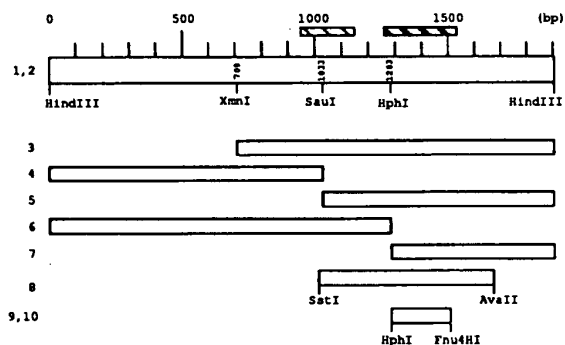 0 500 1000 1500 (bp)
1,2
700 1033 1283
HindIII XmnI SauI HphI HindIII
3
4
5
6
7
8
SstI AvaII
9,10
HphI Fnu4HI